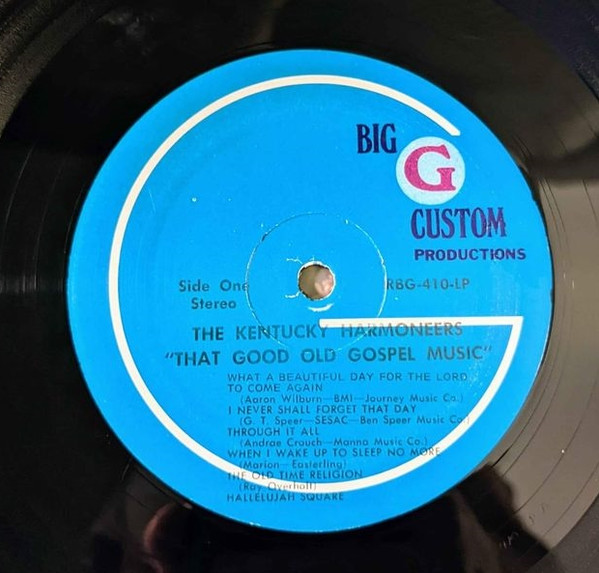 BIG
G
CUSTOM
PRODUCTIONS
Side One RBG-410-LP
Stereo
THE KENTUCKY HARMONEERS
"THAT GOOD OLD GOSPEL MUSIC"
WHAT A BEAUTIFUL DAY FOR THE LORD
TO COME AGAIN
(Aaron Wilburn—BMI—Journey Music Co.)
I NEVER SHALL FORGET THAT DAY
(G. T. Speer—SESAC—Ben Speer Music Co.)
THROUGH IT ALL
(Andrae Crouch—Manna Music Co.)
WHEN I WAKE UP TO SLEEP NO MORE
(Marion—Easterling)
THE OLD TIME RELIGION
(Ray Overholt)
HALLELUJAH SQUARE